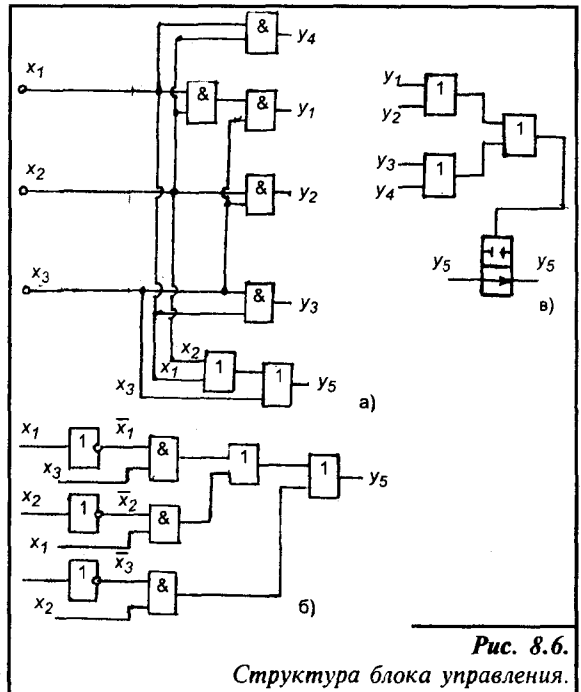 &
y4
x1
&
&
y1
x2
&
y2
x3
&
y3
x2
x1
1
x3
1
y5
а)
y1
y2
1
1
y3
y4
1
y5
y5
в)
x1
1
x̅1
&
x3
1
1
y5
x2
1
x̅2
&
x1
1
x̅3
&
x2
б)
Рис. 8.6.
Структура блока управления.